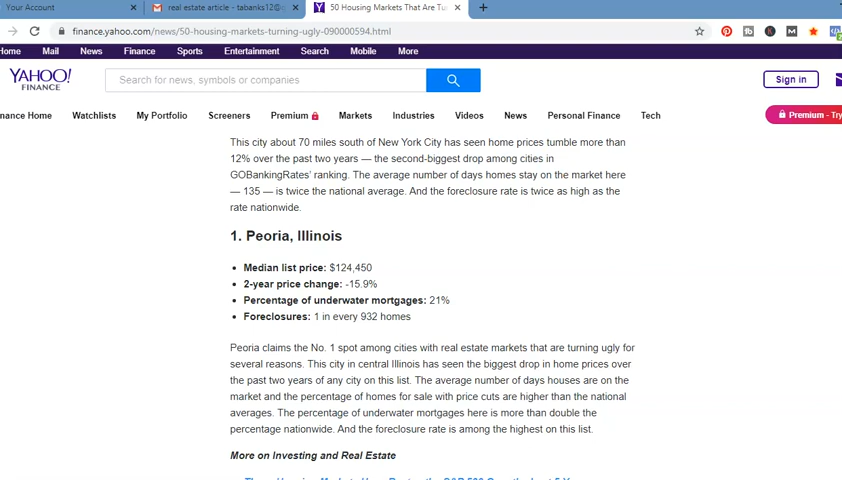 Your Account
real estate article - tabanks12@
50 Housing Markets That Are Tur
finance.yahoo.com/news/50-housing-markets-turning-ugly-090000594.html
Home Mail News Finance Sports Entertainment Search Mobile More
YAHOO!
FINANCE
Search for news, symbols or companies
Sign in
nance Home Watchlists My Portfolio Screeners Premium Markets Industries Videos News Personal Finance Tech
Premium - Try
This city about 70 miles south of New York City has seen home prices tumble more than
12% over the past two years — the second-biggest drop among cities in
GOBankingRates' ranking. The average number of days homes stay on the market here
— 135 — is twice the national average. And the foreclosure rate is twice as high as the
rate nationwide.
1. Peoria, Illinois
• Median list price: $124,450
• 2-year price change: -15.9%
• Percentage of underwater mortgages: 21%
• Foreclosures: 1 in every 932 homes
Peoria claims the No. 1 spot among cities with real estate markets that are turning ugly for
several reasons. This city in central Illinois has seen the biggest drop in home prices over
the past two years of any city on this list. The average number of days houses are on the
market and the percentage of homes for sale with price cuts are higher than the national
averages. The percentage of underwater mortgages here is more than double the
percentage nationwide. And the foreclosure rate is among the highest on this list.
More on Investing and Real Estate